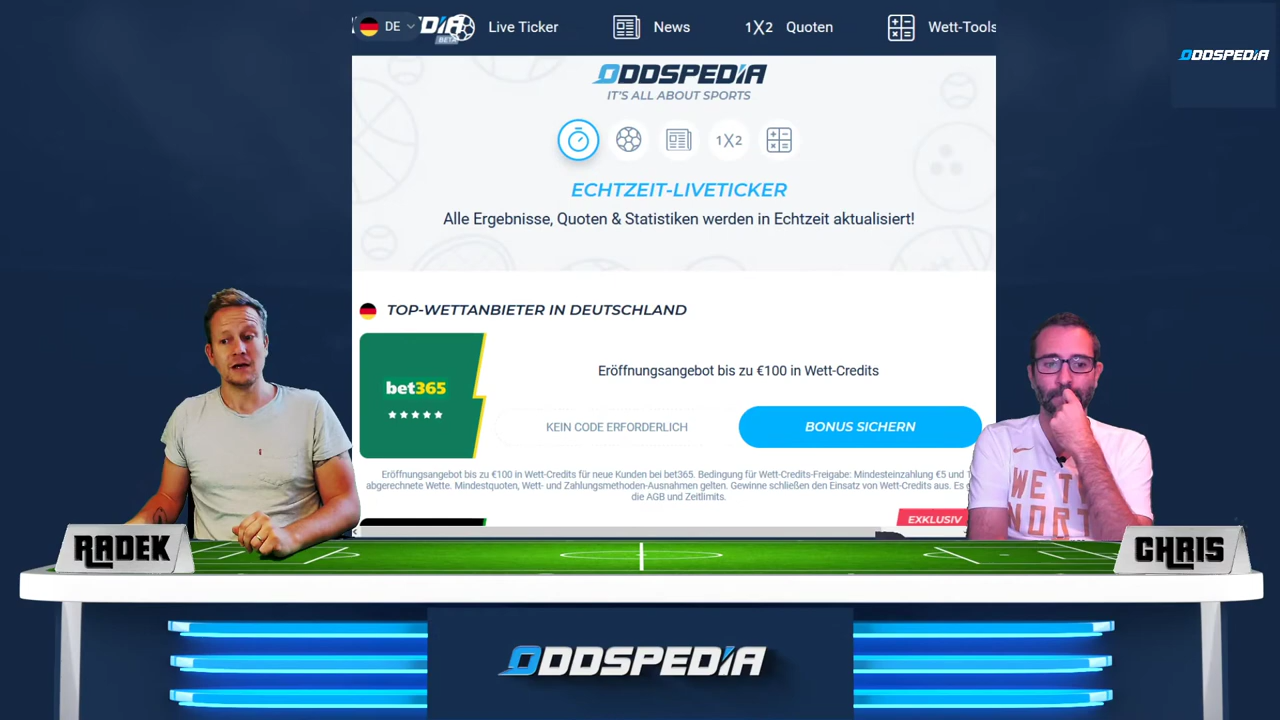 DE
DIA
BETA
Live Ticker
News
1X2 Quoten
Wett-Tools
ODDSPEDIA
ODDSPEDIA
IT'S ALL ABOUT SPORTS
1X2
ECHTZEIT-LIVETICKER
Alle Ergebnisse, Quoten & Statistiken werden in Echtzeit aktualisiert!
TOP-WETTANBIETER IN DEUTSCHLAND
bet365
Eröffnungsangebot bis zu €100 in Wett-Credits
KEIN CODE ERFORDERLICH
BONUS SICHERN
Eröffnungsangebot bis zu €100 in Wett-Credits für neue Kunden bei bet365. Bedingung für Wett-Credits-Freigabe: Mindesteinzahlung €5 und
abgerechnete Wette. Mindestquoten, Wett- und Zahlungsmethoden-Ausnahmen gelten. Gewinne schließen den Einsatz von Wett-Credits aus. Es
die AGB und Zeitlimits.
EXKLUSIV
WE
NORT
RADEK
CHRIS
ODDSPEDIA